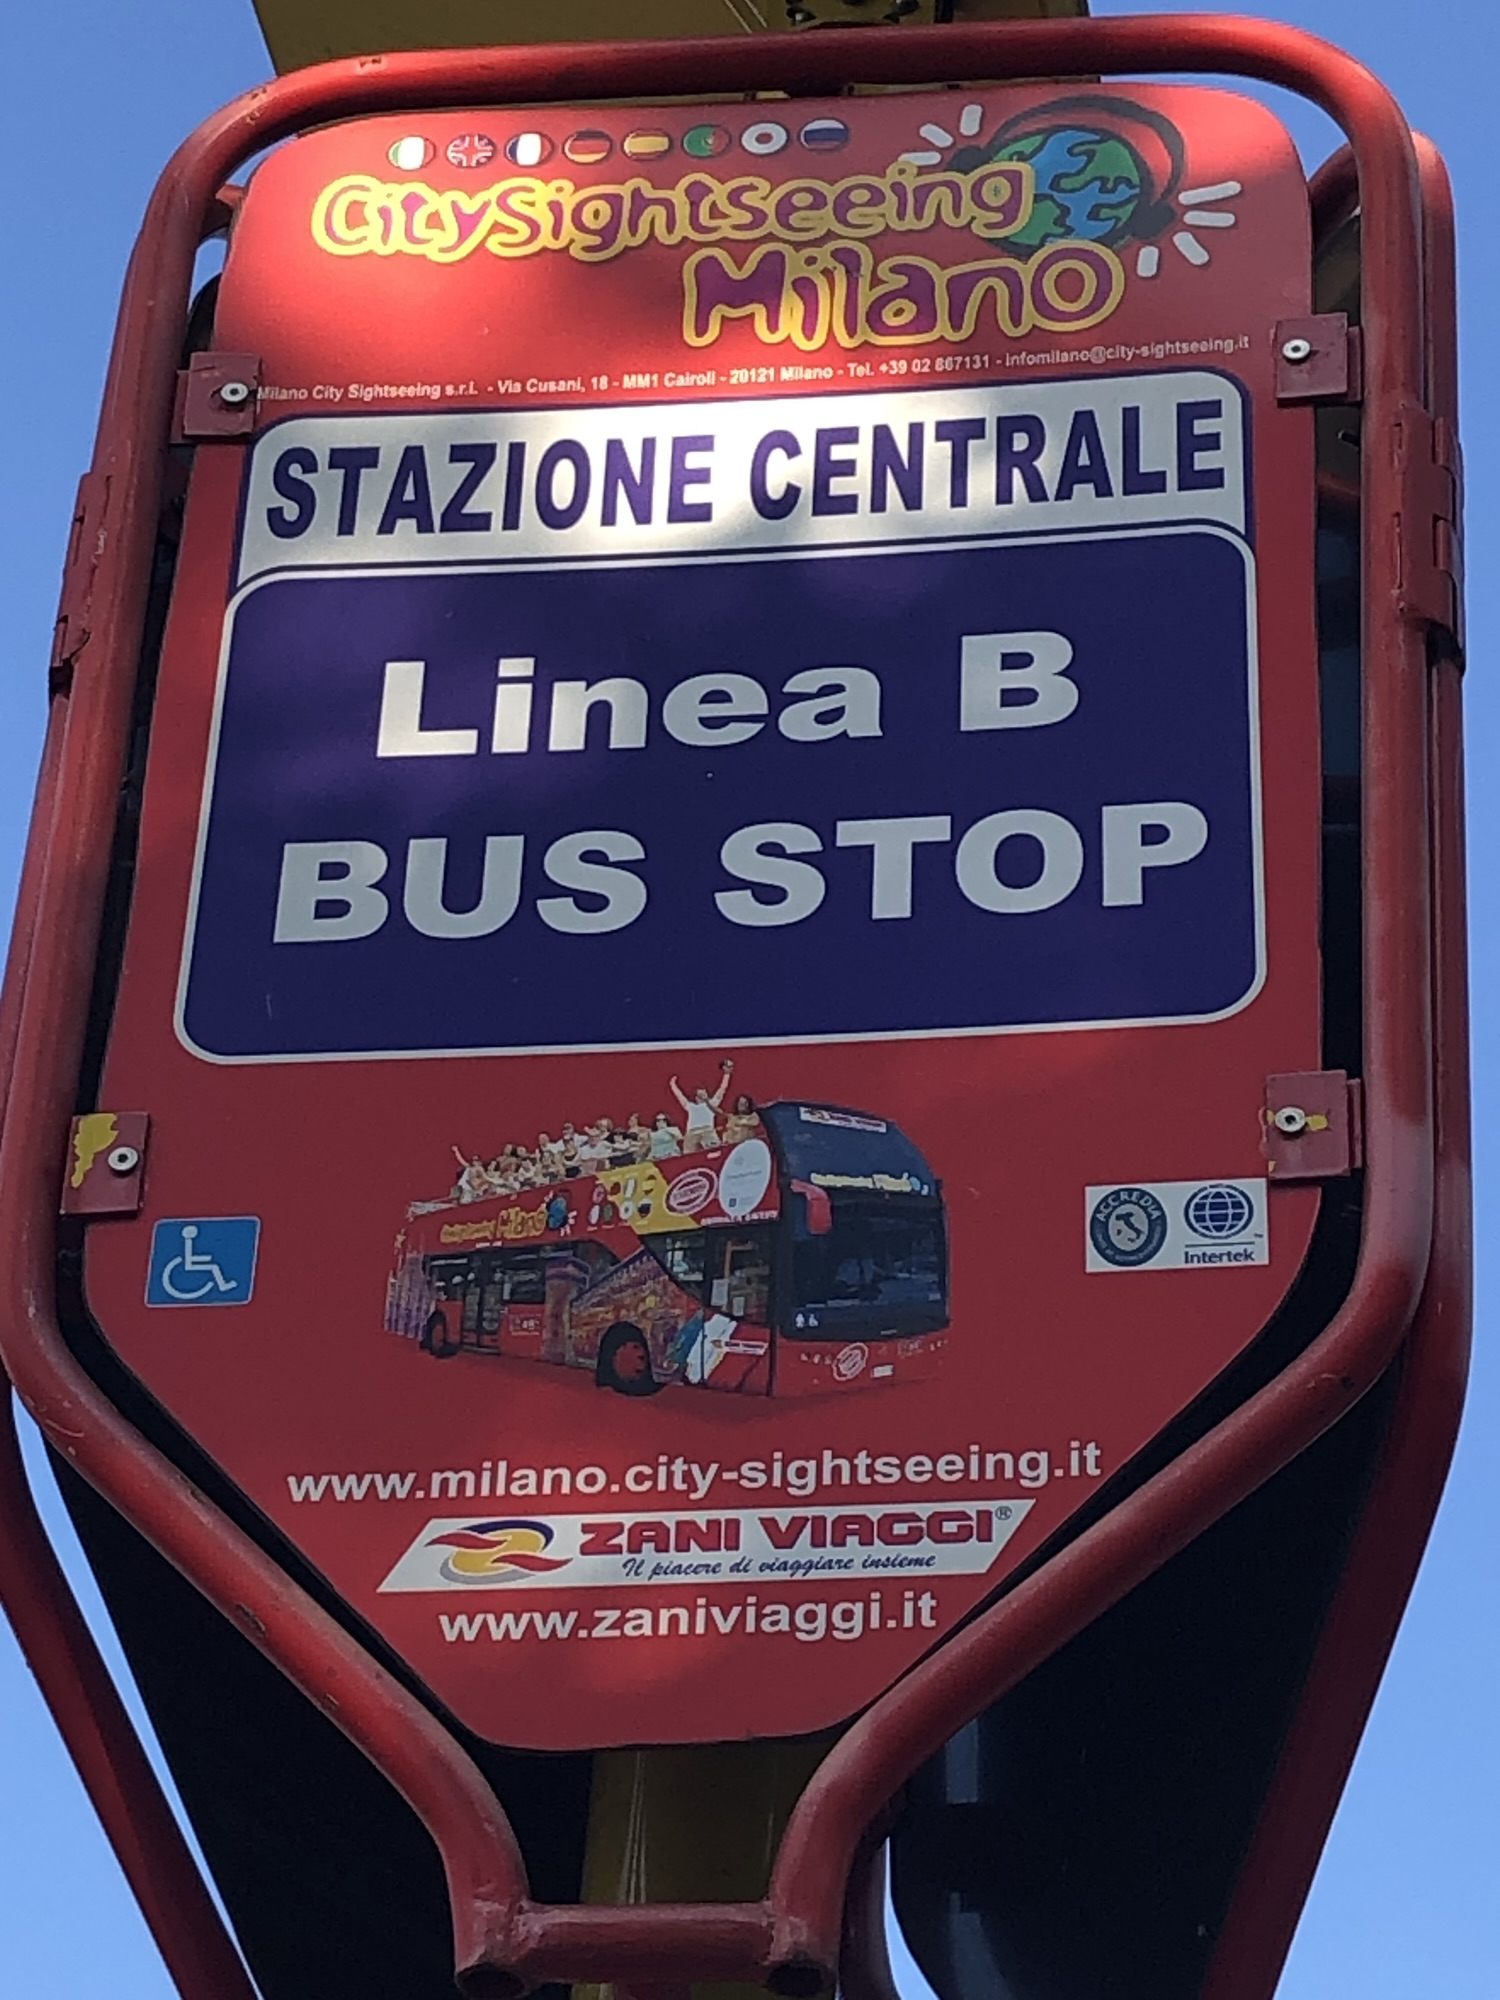 CitySightseeing
Milano
Milano City Sightseeing s.r.l. - Via Cusani, 18 - MM1 Cairoli - 20121 Milano - Tel. +39 02 867131 - infomilano@city-sightseeing.it
STAZIONE CENTRALE
Linea B
BUS STOP
Milano
ACCREDIA
Intertek
www.milano.city-sightseeing.it
ZANI VIAGGI®
Il piacere di viaggiare insieme
www.zaniviaggi.it